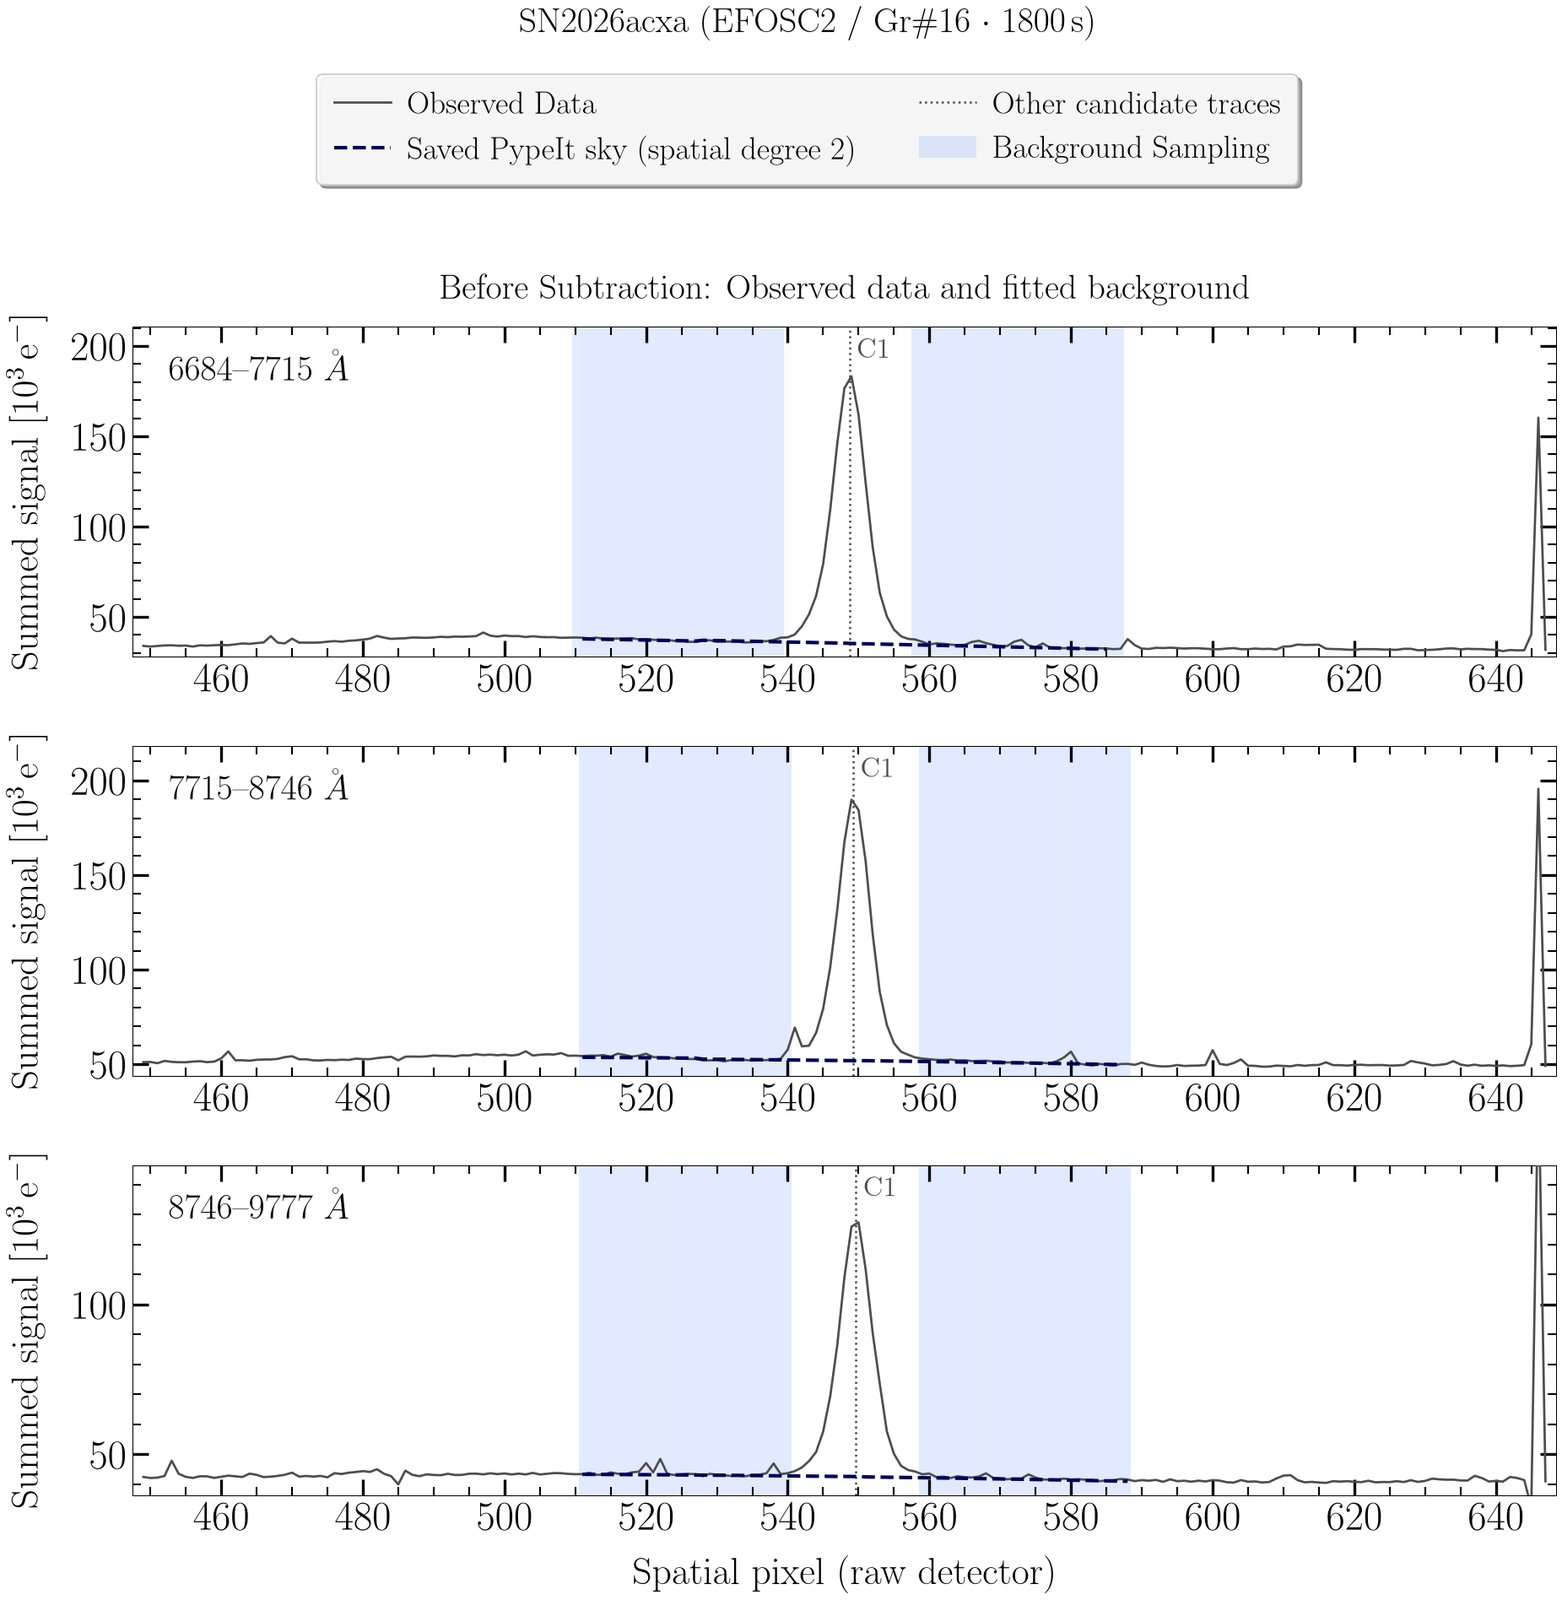 SN2026acxa (EFOSC2 / Gr#16 · 1800 s)
Observed Data
Saved PypeIt sky (spatial degree 2)
Other candidate traces
Background Sampling
Before Subtraction: Observed data and fitted background
Summed signal [10³ e⁻]
200
150
100
50
6684–7715 Å
C1
460 480 500 520 540 560 580 600 620 640
Summed signal [10³ e⁻]
200
150
100
50
7715–8746 Å
C1
460 480 500 520 540 560 580 600 620 640
Summed signal [10³ e⁻]
100
50
8746–9777 Å
C1
460 480 500 520 540 560 580 600 620 640
Spatial pixel (raw detector)